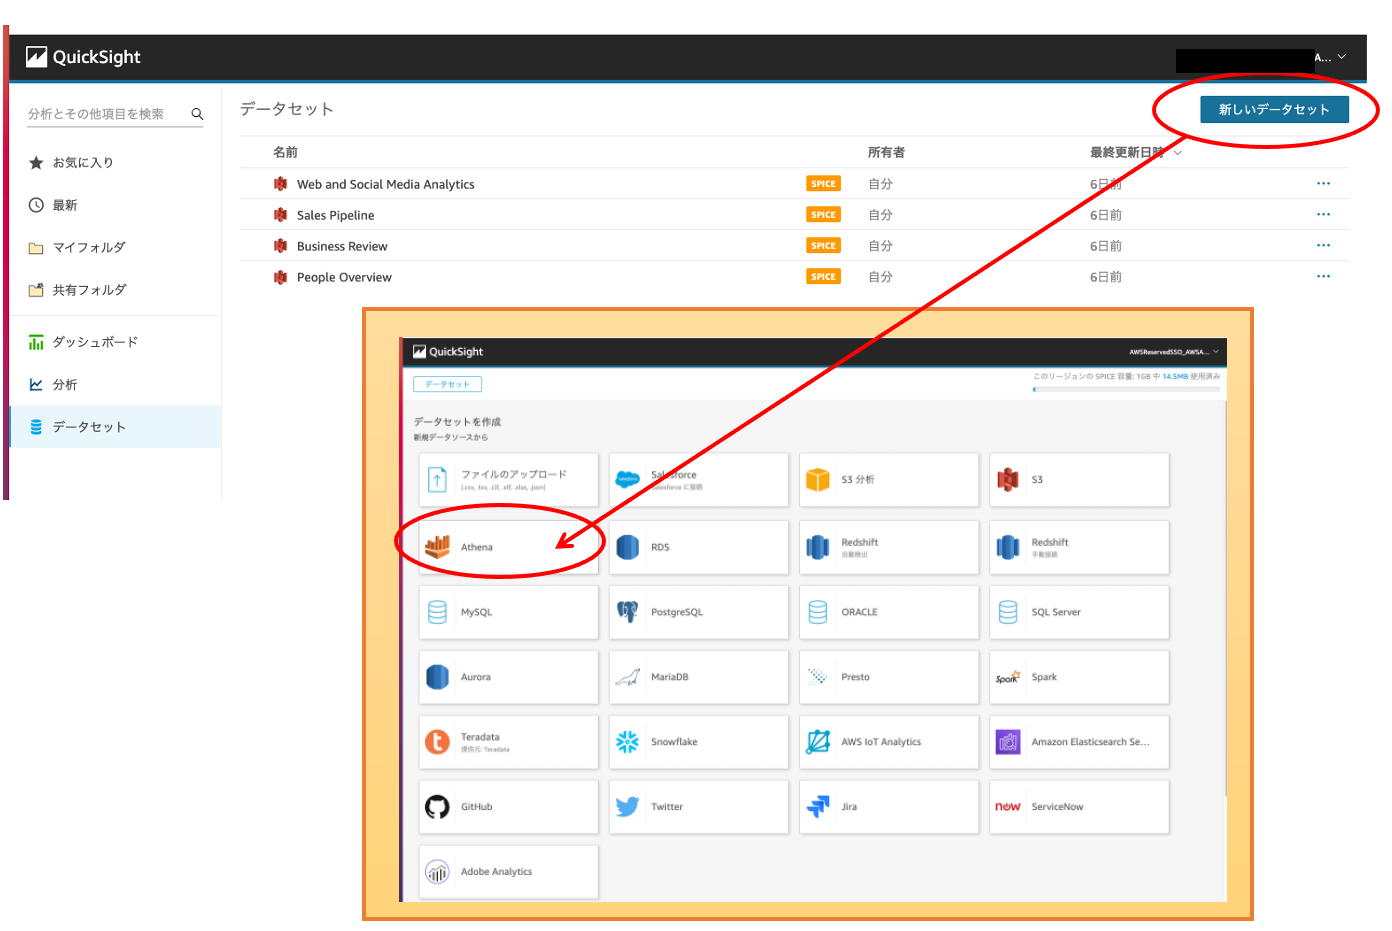 QuickSight
A...
分析とその他項目を検索
データセット
新しいデータセット
お気に入り
最新
マイフォルダ
共有フォルダ
ダッシュボード
分析
データセット
名前 所有者 最終更新日時
Web and Social Media Analytics SPICE 自分 6日前
Sales Pipeline SPICE 自分 6日前
Business Review SPICE 自分 6日前
People Overview SPICE 自分 6日前
QuickSight
AWSReservedSSO_AWSA...
データセット
このリージョンの SPICE 容量: 1GB 中 14.5MB 使用済み
データセットを作成
新規データソースから
ファイルのアップロード
(.csv, .tsv, .clf, .elf, .xlsx, .json)
Salesforce
Salesforce に接続
S3 分析
S3
Athena
RDS
Redshift
自動検出
Redshift
手動接続
MySQL
PostgreSQL
ORACLE
SQL Server
Aurora
MariaDB
Presto
Spark
Spark
Teradata
提供元: Teradata
Snowflake
AWS IoT Analytics
Amazon Elasticsearch Se...
GitHub
Twitter
Jira
now
ServiceNow
Adobe Analytics